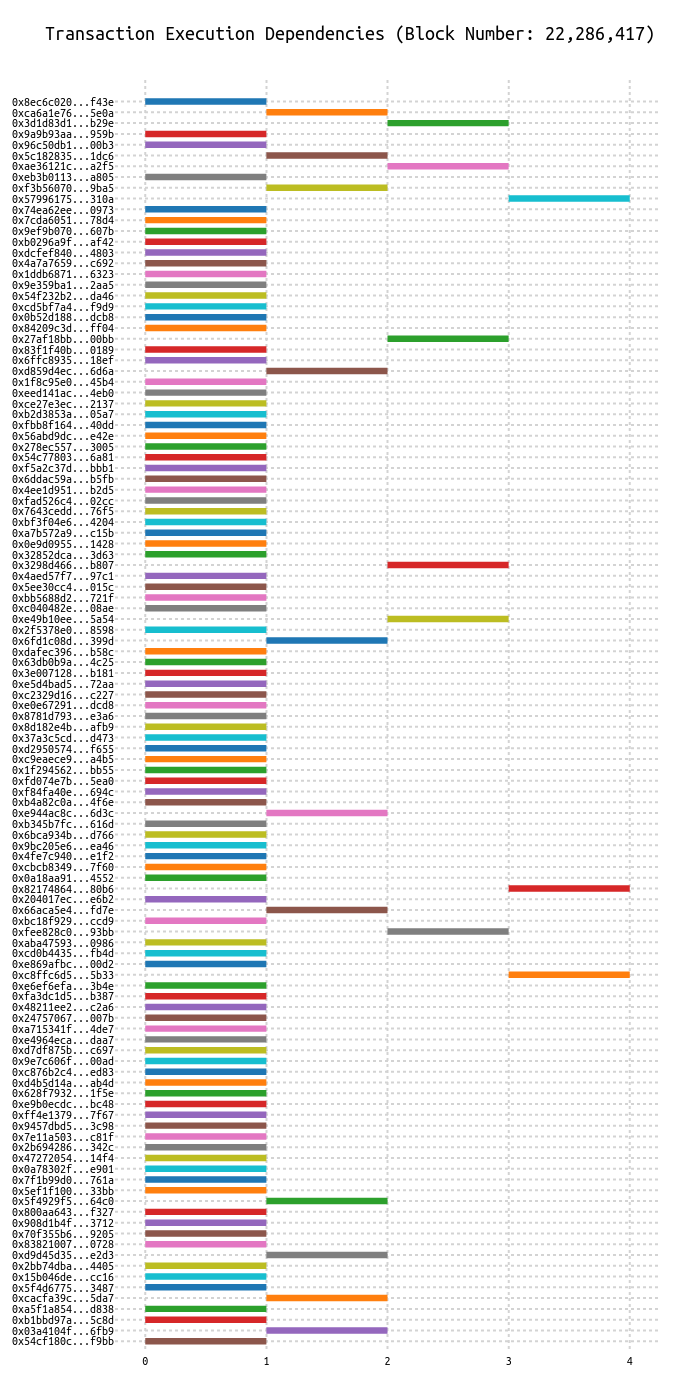 Transaction Execution Dependencies (Block Number: 22,286,417)
0x8ec6c020...f43e
0xca6a1e76...5e0a
0x3d1d83d1...b29e
0x9a9b93aa...959b
0x96c50db1...00b3
0x5c182835...1dc6
0xae36121c...a2f5
0xeb3b0113...a805
0xf3b56070...9ba5
0x57996175...310a
0x74ea62ee...0973
0x7cda6051...78d4
0x9ef9b070...607b
0xb0296a9f...af42
0xdcfef840...4803
0x4a7a7659...c692
0x1ddb6871...6323
0x9e359ba1...2aa5
0x54f232b2...da46
0xcd5bf7a4...f9d9
0x0b52d188...dcb8
0x84209c3d...ff04
0x27af18bb...00bb
0x83f1f40b...0189
0x6ffc8935...18ef
0xd859d4ec...6d6a
0x1f8c95e0...45b4
0xeed141ac...4eb0
0xce27e3ec...2137
0xb2d3853a...05a7
0xfbb8f164...40dd
0x56abd9dc...e42e
0x278ec557...3005
0x54c77803...6a81
0xf5a2c37d...bbb1
0x6ddac59a...b5fb
0x4ee1d951...b2d5
0xfad526c4...02cc
0x7643cedd...76f5
0xbf3f04e6...4204
0xa7b572a9...c15b
0x0e9d0955...1428
0x32852dca...3d63
0x3298d466...b807
0x4aed57f7...97c1
0x5ee30cc4...015c
0xbb5688d2...721f
0xc040482e...08ae
0xe49b10ee...5a54
0x2f5378e0...8598
0x6fd1c08d...399d
0xdafec396...b58c
0x63db0b9a...4c25
0x3e007128...b181
0xe5d4bad5...72aa
0xc2329d16...c227
0xe0e67291...dcd8
0x8781d793...e3a6
0x8d182e4b...afb9
0x37a3c5cd...d473
0xd2950574...f655
0xc9eaece9...a4b5
0x1f294562...bb55
0xfd074e7b...5ea0
0xf84fa40e...694c
0xb4a82c0a...4f6e
0xe944ac8c...6d3c
0xb345b7fc...616d
0x6bca934b...d766
0x9bc205e6...ea46
0x4fe7c940...e1f2
0xcbcb8349...7f60
0x0a18aa91...4552
0x82174864...80b6
0x204017ec...e6b2
0x66aca5e4...fd7e
0xbc18f929...ccd9
0xfee828c0...93bb
0xaba47593...0986
0xcd0b4435...fb4d
0xe869afbc...00d2
0xc8ffc6d5...5b33
0xe6ef6efa...3b4e
0xfa3dc1d5...b387
0x48211ee2...c2a6
0x24757067...007b
0xa715341f...4de7
0xe4964eca...daa7
0xd7df875b...c697
0x9e7c606f...00ad
0xc876b2c4...ed83
0xd4b5d14a...ab4d
0x628f7932...1f5e
0xe9b0ecdc...bc48
0xff4e1379...7f67
0x9457dbd5...3c98
0x7e11a503...c81f
0x2b694286...342c
0x47272054...14f4
0x0a78302f...e901
0x7f1b99d0...761a
0x5ef1f100...33bb
0x5f4929f5...64c0
0x800aa643...f327
0x908d1b4f...3712
0x70f355b6...9205
0x83821007...0728
0xd9d45d35...e2d3
0x2bb74dba...4405
0x15b046de...cc16
0x5f4d6775...3487
0xcacfa39c...5da7
0xa5f1a854...d838
0xb1bbd97a...5c8d
0x03a4104f...6fb9
0x54cf180c...f9bb
0 1 2 3 4